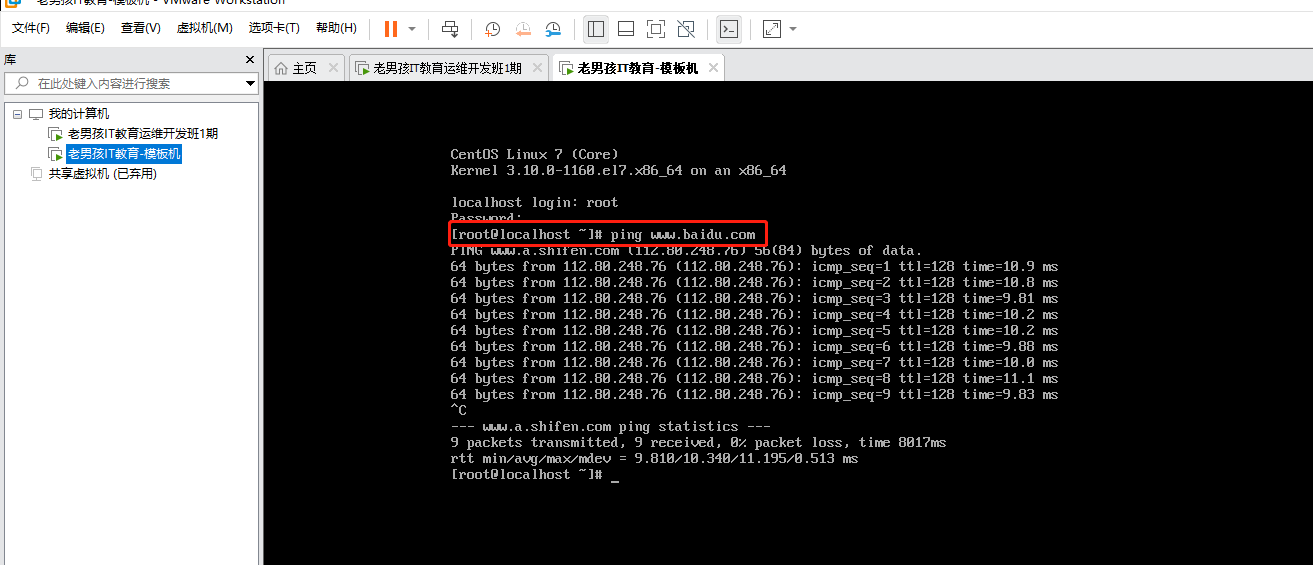 老男孩IT教育-模板机 - VMware Workstation
文件(F) 编辑(E) 查看(V) 虚拟机(M) 选项卡(T) 帮助(H)
库
在此处键入内容进行搜索
我的计算机
老男孩IT教育运维开发班1期
老男孩IT教育-模板机
共享虚拟机 (已弃用)
主页 老男孩IT教育运维开发班1期 老男孩IT教育-模板机
CentOS Linux 7 (Core)
Kernel 3.10.0-1160.el7.x86_64 on an x86_64
localhost login: root
Password:
[root@localhost ~]# ping www.baidu.com
PING www.a.shifen.com (112.80.248.76) 56(84) bytes of data.
64 bytes from 112.80.248.76 (112.80.248.76): icmp_seq=1 ttl=128 time=10.9 ms
64 bytes from 112.80.248.76 (112.80.248.76): icmp_seq=2 ttl=128 time=10.8 ms
64 bytes from 112.80.248.76 (112.80.248.76): icmp_seq=3 ttl=128 time=9.81 ms
64 bytes from 112.80.248.76 (112.80.248.76): icmp_seq=4 ttl=128 time=10.2 ms
64 bytes from 112.80.248.76 (112.80.248.76): icmp_seq=5 ttl=128 time=10.2 ms
64 bytes from 112.80.248.76 (112.80.248.76): icmp_seq=6 ttl=128 time=9.88 ms
64 bytes from 112.80.248.76 (112.80.248.76): icmp_seq=7 ttl=128 time=10.0 ms
64 bytes from 112.80.248.76 (112.80.248.76): icmp_seq=8 ttl=128 time=11.1 ms
64 bytes from 112.80.248.76 (112.80.248.76): icmp_seq=9 ttl=128 time=9.83 ms
^C
--- www.a.shifen.com ping statistics ---
9 packets transmitted, 9 received, 0% packet loss, time 8017ms
rtt min/avg/max/mdev = 9.810/10.340/11.195/0.513 ms
[root@localhost ~]# _